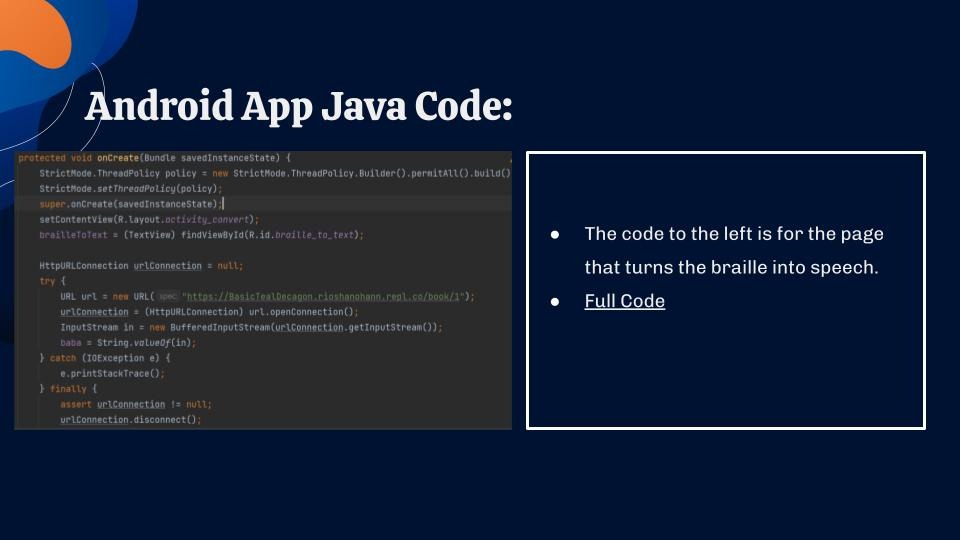 Android App Java Code:
protected void onCreate(Bundle savedInstanceState) {
StrictMode.ThreadPolicy policy = new StrictMode.ThreadPolicy.Builder().permitAll().build()
StrictMode.setThreadPolicy(policy);
super.onCreate(savedInstanceState);
setContentView(R.layout.activity_convert);
brailleToText = (TextView) findViewById(R.id.braille_to_text);
HttpURLConnection urlConnection = null;
try {
URL url = new URL( spec: "https://BasicTealDecagon.rioshanohann.repl.co/book/1");
urlConnection = (HttpURLConnection) url.openConnection();
InputStream in = new BufferedInputStream(urlConnection.getInputStream());
baba = String.valueOf(in);
} catch (IOException e) {
e.printStackTrace();
} finally {
assert urlConnection != null;
urlConnection.disconnect();
● The code to the left is for the page
that turns the braille into speech.
● Full Code